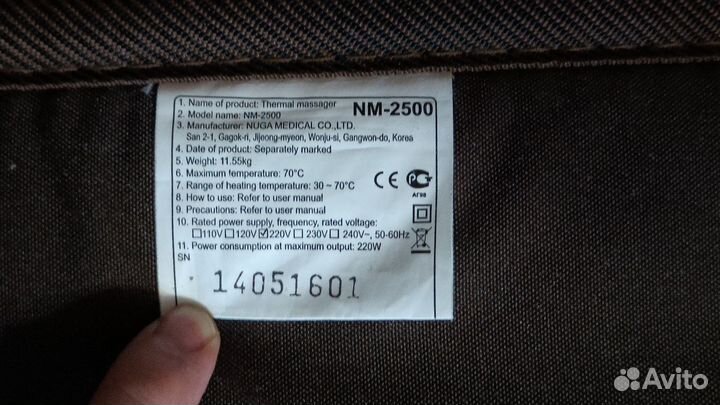 1. Name of product: Thermal massager NM-2500
2. Model name: NM-2500
3. Manufacturer: NUGA MEDICAL CO.,LTD.
San 2-1, Gagok-ri, Jijeong-myeon, Wonju-si, Gangwon-do, Korea
4. Date of product: Separately marked
5. Weight: 11.55kg
6. Maximum temperature: 70°C
7. Range of heating temperature: 30 ~ 70°C
CE РС
АГ98
8. How to use: Refer to user manual
9. Precautions: Refer to user manual
10. Rated power supply, frequency, rated voltage:
☐110V ☐120V ☑220V ☐ 230V ☐ 240V~, 50-60Hz
11. Power consumption at maximum output: 220W
SN
14051601
Avito